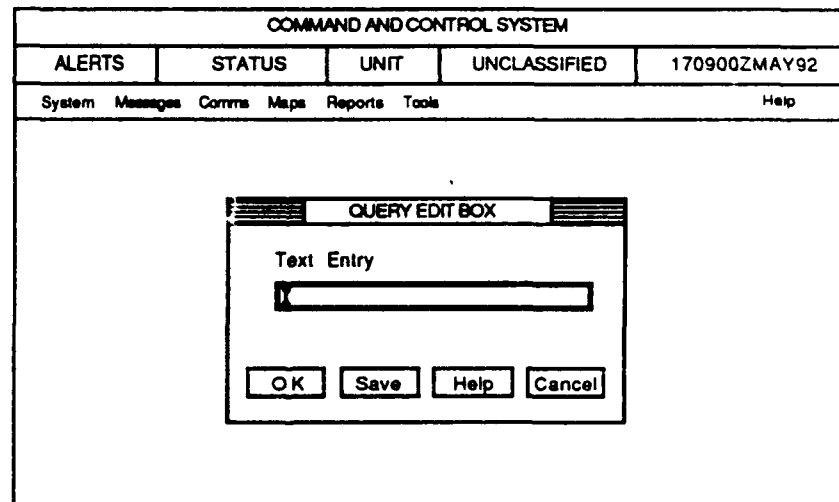 COMMAND AND CONTROL SYSTEM
ALERTS STATUS UNIT UNCLASSIFIED 170900ZMAY92
System Messages Comms Maps Reports Tools Help
QUERY EDIT BOX
Text Entry
OK Save Help Cancel